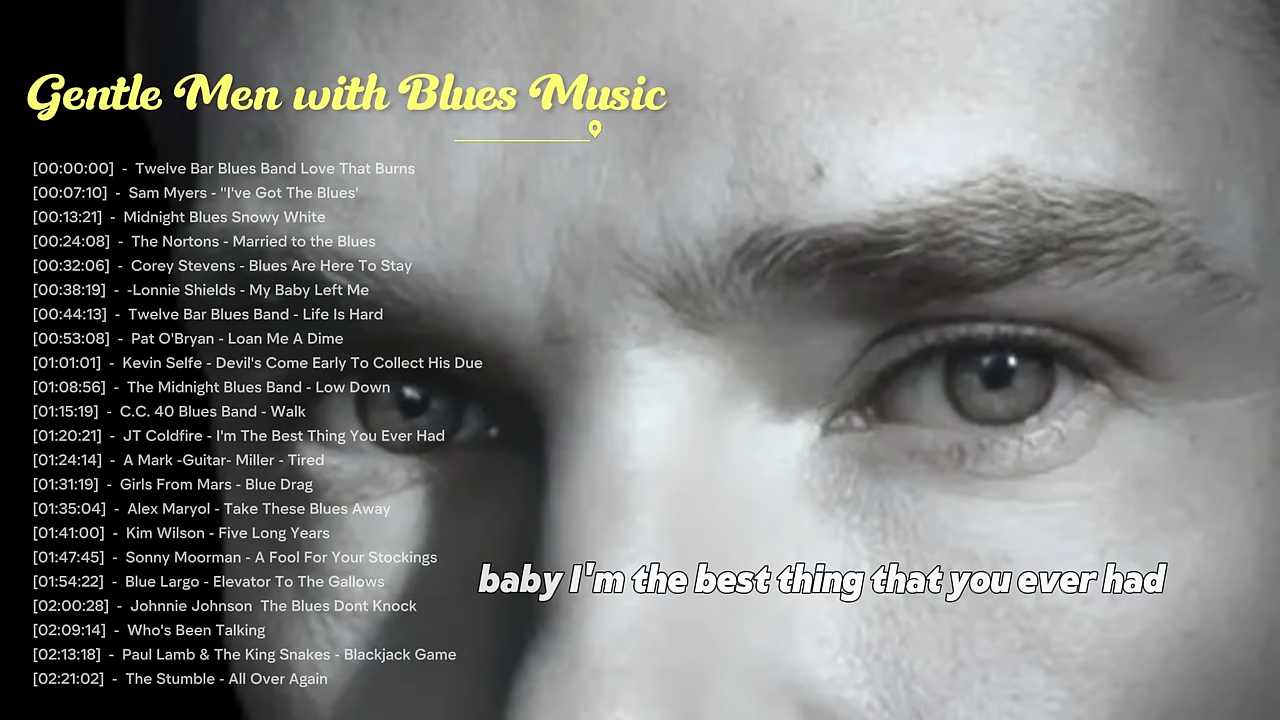 Gentle Men with Blues Music
[00:00:00] - Twelve Bar Blues Band Love That Burns
[00:07:10] - Sam Myers - "I've Got The Blues'
[00:13:21] - Midnight Blues Snowy White
[00:24:08] - The Nortons - Married to the Blues
[00:32:06] - Corey Stevens - Blues Are Here To Stay
[00:38:19] - -Lonnie Shields - My Baby Left Me
[00:44:13] - Twelve Bar Blues Band - Life Is Hard
[00:53:08] - Pat O'Bryan - Loan Me A Dime
[01:01:01] - Kevin Selfe - Devil's Come Early To Collect His Due
[01:08:56] - The Midnight Blues Band - Low Down
[01:15:19] - C.C. 40 Blues Band - Walk
[01:20:21] - JT Coldfire - I'm The Best Thing You Ever Had
[01:24:14] - A Mark -Guitar- Miller - Tired
[01:31:19] - Girls From Mars - Blue Drag
[01:35:04] - Alex Maryol - Take These Blues Away
[01:41:00] - Kim Wilson - Five Long Years
[01:47:45] - Sonny Moorman - A Fool For Your Stockings
[01:54:22] - Blue Largo - Elevator To The Gallows
[02:00:28] - Johnnie Johnson  The Blues Dont Knock
[02:09:14] - Who's Been Talking
[02:13:18] - Paul Lamb & The King Snakes - Blackjack Game
[02:21:02] - The Stumble - All Over Again
baby I'm the best thing that you ever had